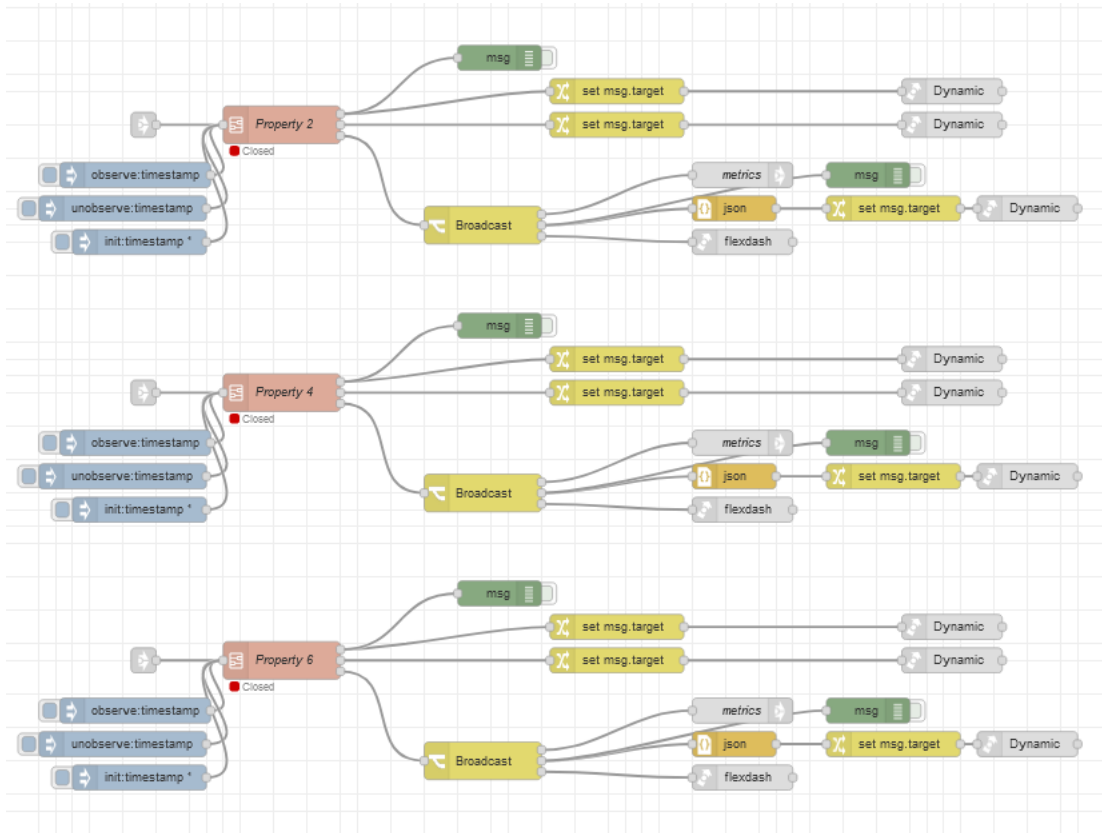 msg
set msg.target
Dynamic
Property 2
set msg.target
Dynamic
Closed
observe:timestamp
metrics
msg
unobserve:timestamp
json
set msg.target
Dynamic
Broadcast
init:timestamp *
flexdash
msg
set msg.target
Dynamic
Property 4
set msg.target
Dynamic
Closed
observe:timestamp
metrics
msg
unobserve:timestamp
json
set msg.target
Dynamic
Broadcast
init:timestamp *
flexdash
msg
set msg.target
Dynamic
Property 6
set msg.target
Dynamic
Closed
observe:timestamp
metrics
msg
unobserve:timestamp
json
set msg.target
Dynamic
Broadcast
init:timestamp *
flexdash